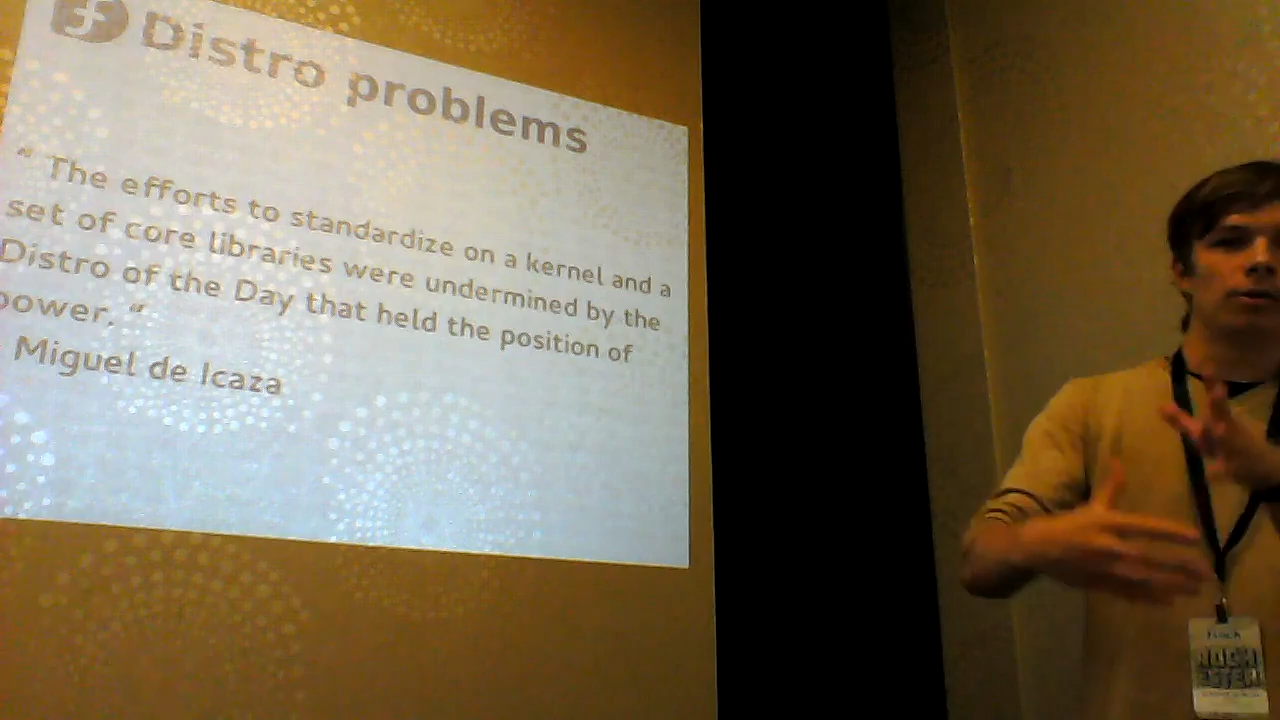 Distro problems
“ The efforts to standardize on a kernel and a
set of core libraries were undermined by the
Distro of the Day that held the position of
power. “
Miguel de Icaza